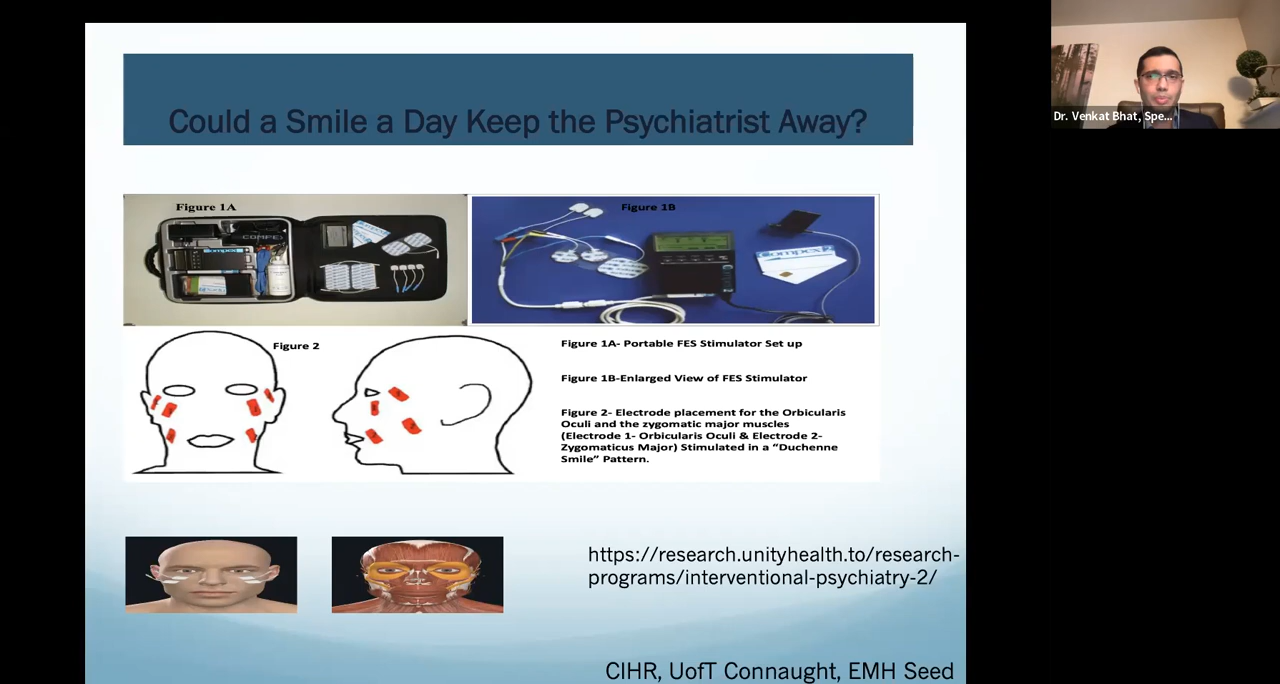 Could a Smile a Day Keep the Psychiatrist Away?
Figure 1A
Figure 1B
COMPEX
Compex
Compex
Figure 2
Figure 1A- Portable FES Stimulator Set up
Figure 1B-Enlarged View of FES Stimulator
Figure 2- Electrode placement for the Orbicularis
Oculi and the zygomatic major muscles
(Electrode 1- Orbicularis Oculi & Electrode 2-
Zygomaticus Major) Stimulated in a “Duchenne
Smile” Pattern.
https://research.unityhealth.to/research-
programs/interventional-psychiatry-2/
CIHR, UofT Connaught, EMH Seed
Dr. Venkat Bhat, Spe...